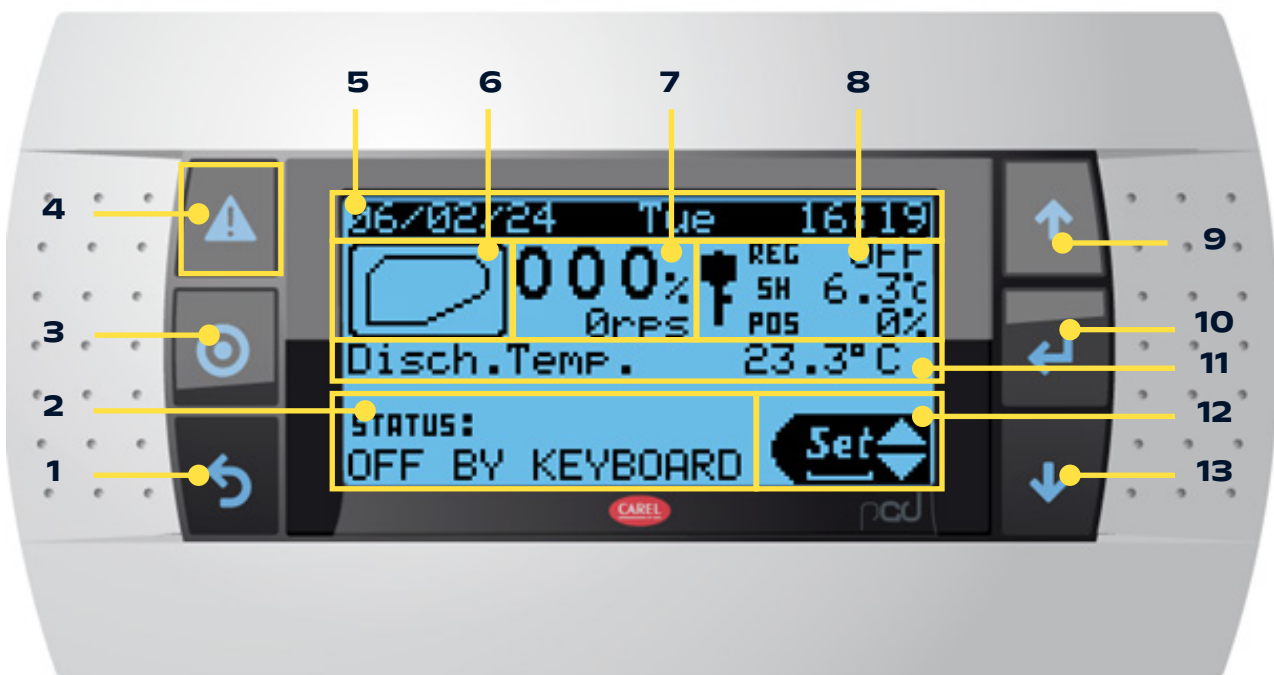 5 6 7 8
4
3
2
1
06/02/24 Tue 16:19
000%
0rps
REG OFF
SH 6.3°c
POS 0%
Disch.Temp. 23.3°C
STATUS:
OFF BY KEYBOARD
Set
CAREL
pGD
9
10
11
12
13